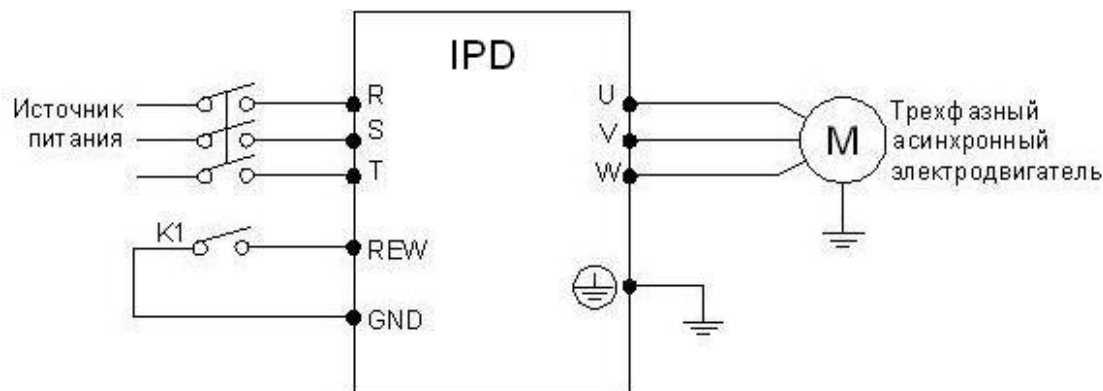 IPD
Источник
питания
R
S
T
K1
REW
GND
U
V
W
M
Трехфазный
асинхронный
электродвигатель